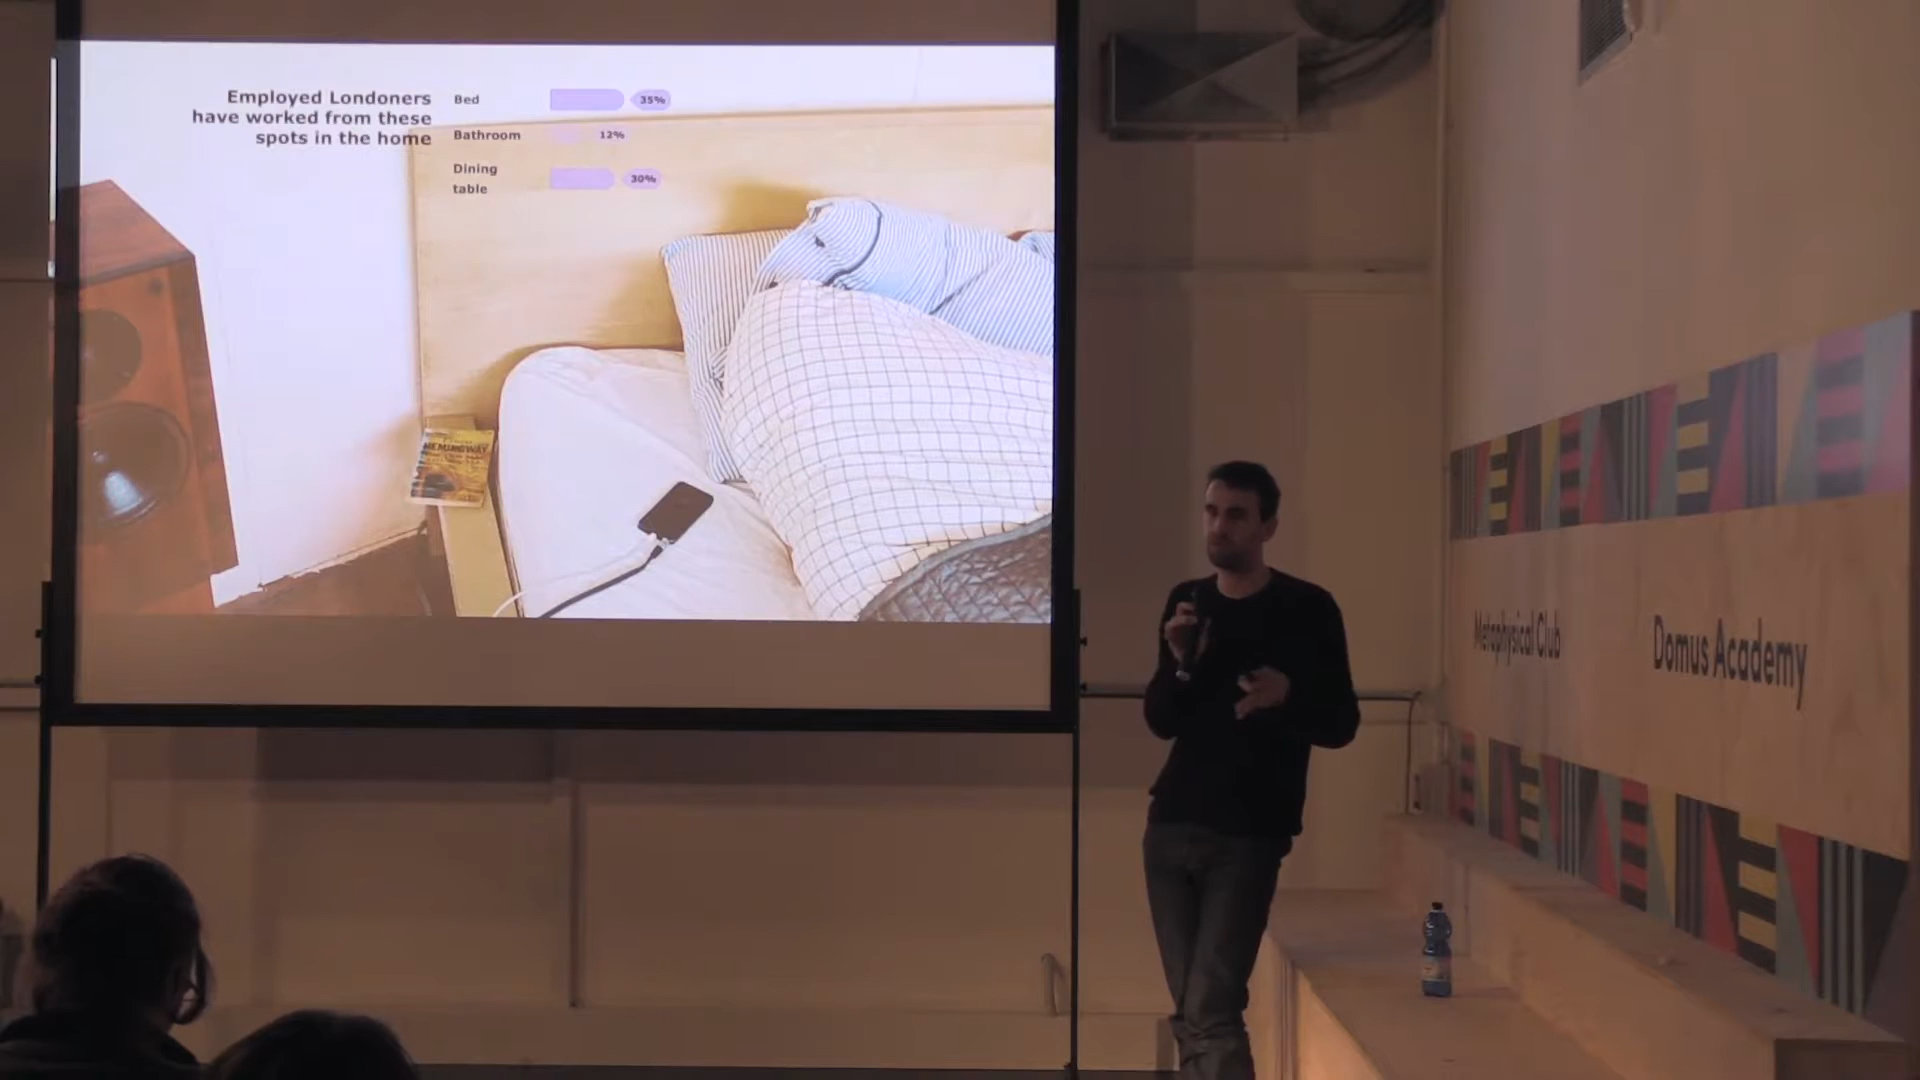 Employed Londoners
have worked from these
spots in the home
Bed
35%
Bathroom
12%
Dining
table
30%
HEMINGWAY
Metaphysical Club
Domus Academy